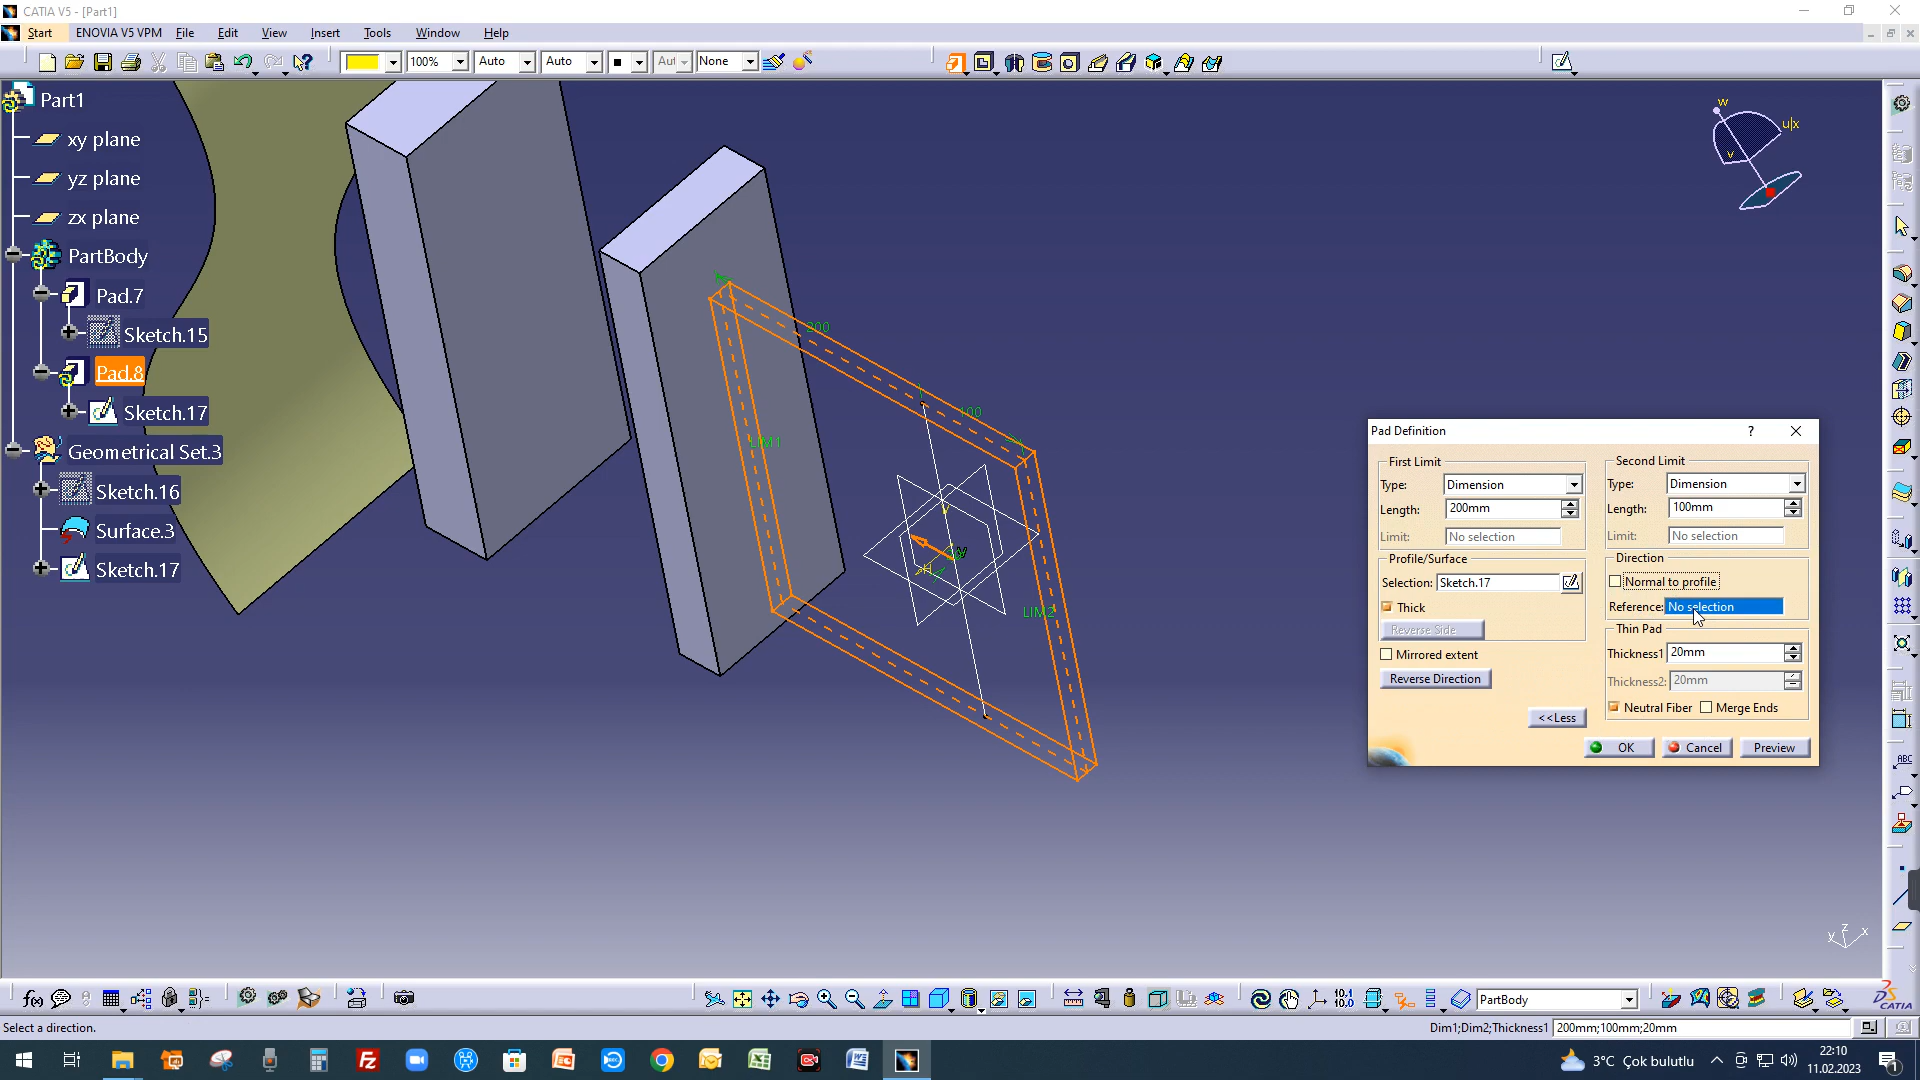 CATIA V5 - [Part1]
Start ENOVIA V5 VPM File Edit View Insert Tools Window Help
100% Auto Auto Aut None
Part1
xy plane
yz plane
zx plane
PartBody
Pad.7
Sketch.15
Pad.8
Sketch.17
Geometrical Set.3
Sketch.16
Surface.3
Sketch.17
200
100
LIM1
LIM2
w
u|x
v
Pad Definition
First Limit
Type: Dimension
Length: 200mm
Limit: No selection
Profile/Surface
Selection: Sketch.17
Thick
Reverse Side
Mirrored extent
Reverse Direction
<<Less
Second Limit
Type: Dimension
Length: 100mm
Limit: No selection
Direction
Normal to profile
Reference: No selection
Thin Pad
Thickness1 20mm
Thickness2: 20mm
Neutral Fiber Merge Ends
OK Cancel Preview
z
y x
PartBody
CATIA
Select a direction.
Dim1;Dim2;Thickness1 200mm;100mm;20mm
3°C Çok bulutlu
22:10
11.02.2023
1